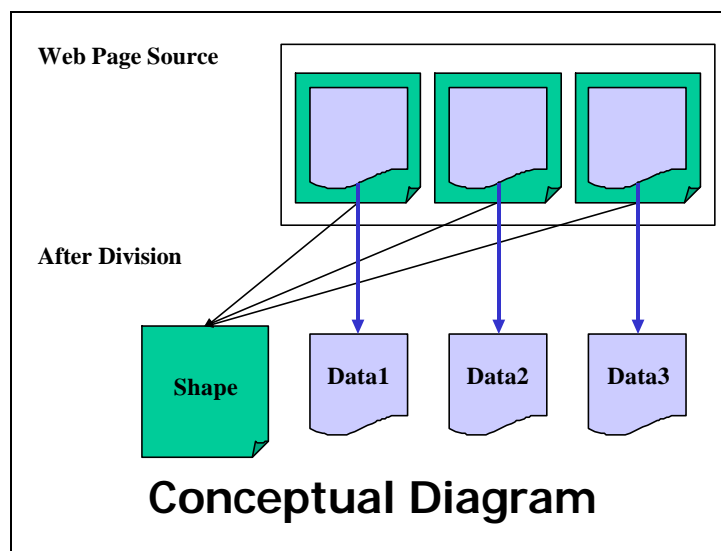 Web Page Source
After Division
Shape
Data1
Data2
Data3
Conceptual Diagram